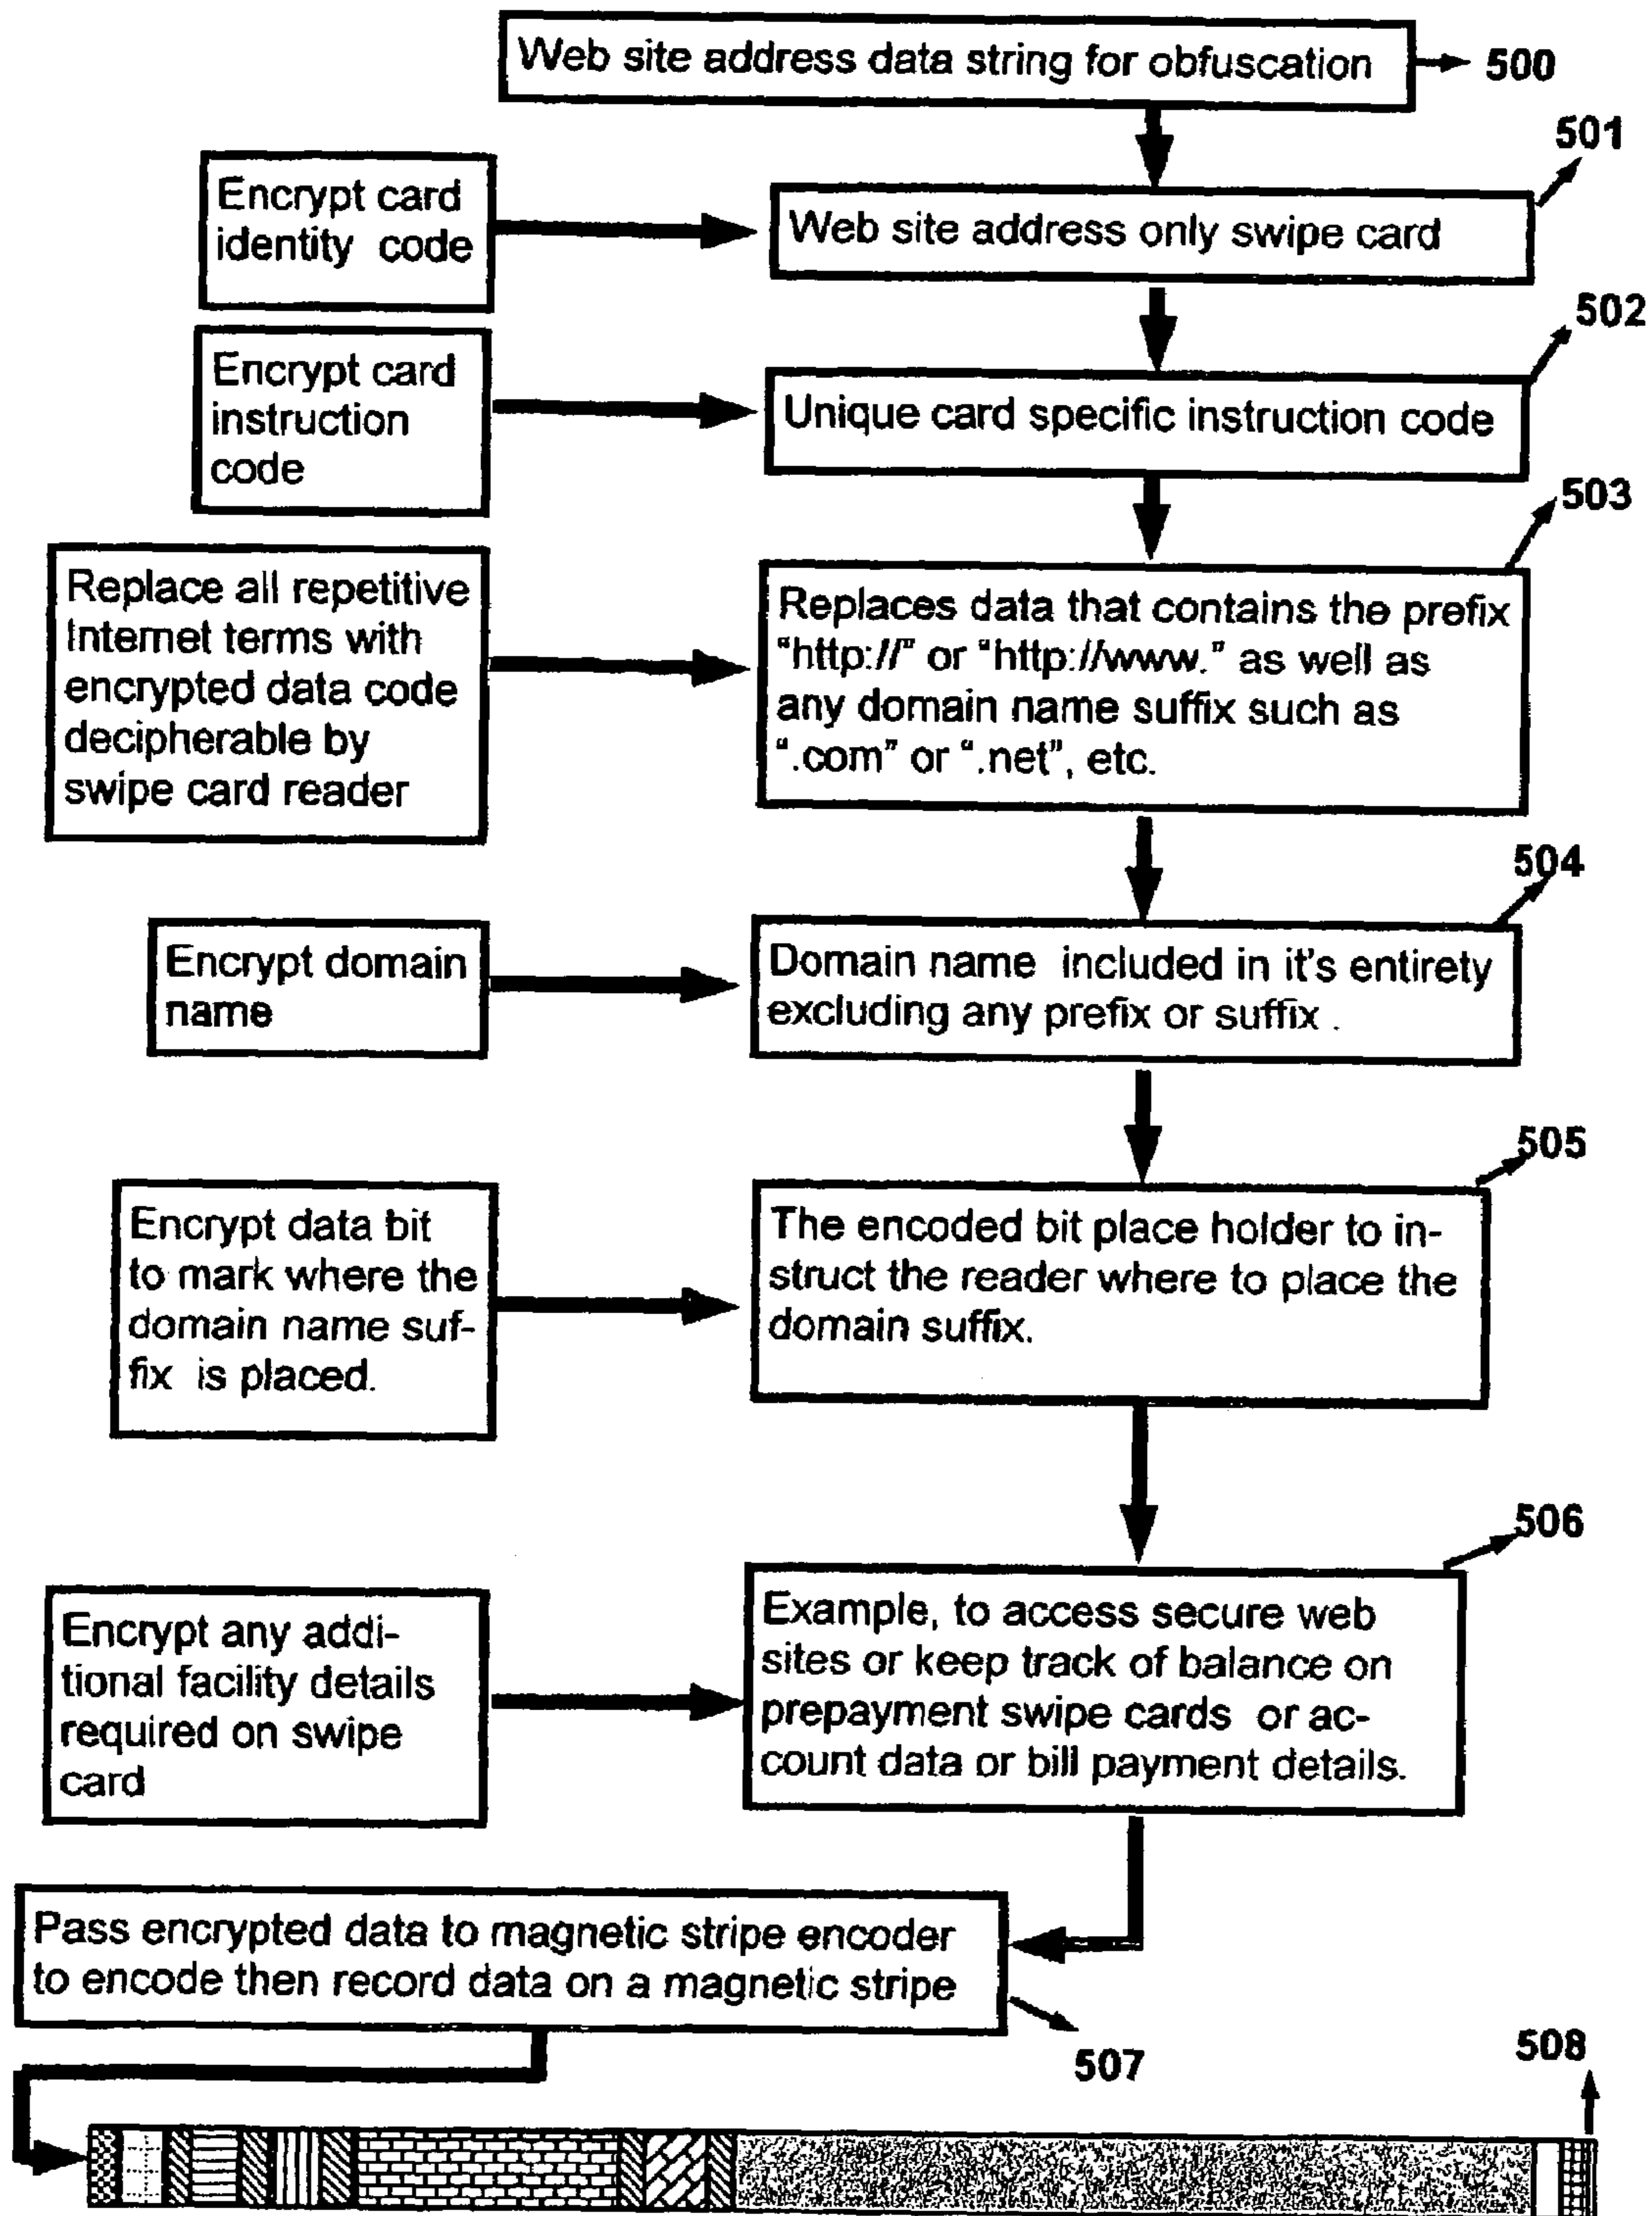 Web site address data string for obfuscation
500
501
Encrypt card
identity code
Web site address only swipe card
502
Encrypt card
instruction
code
Unique card specific instruction code
503
Replace all repetitive
Internet terms with
encrypted data code
decipherable by
swipe card reader
Replaces data that contains the prefix
"http://" or "http://www." as well as
any domain name suffix such as
".com" or ".net", etc.
504
Encrypt domain
name
Domain name included in it's entirety
excluding any prefix or suffix .
505
Encrypt data bit
to mark where the
domain name suf-
fix is placed.
The encoded bit place holder to in-
struct the reader where to place the
domain suffix.
506
Encrypt any addi-
tional facility details
required on swipe
card
Example, to access secure web
sites or keep track of balance on
prepayment swipe cards or ac-
count data or bill payment details.
Pass encrypted data to magnetic stripe encoder
to encode then record data on a magnetic stripe
507
508